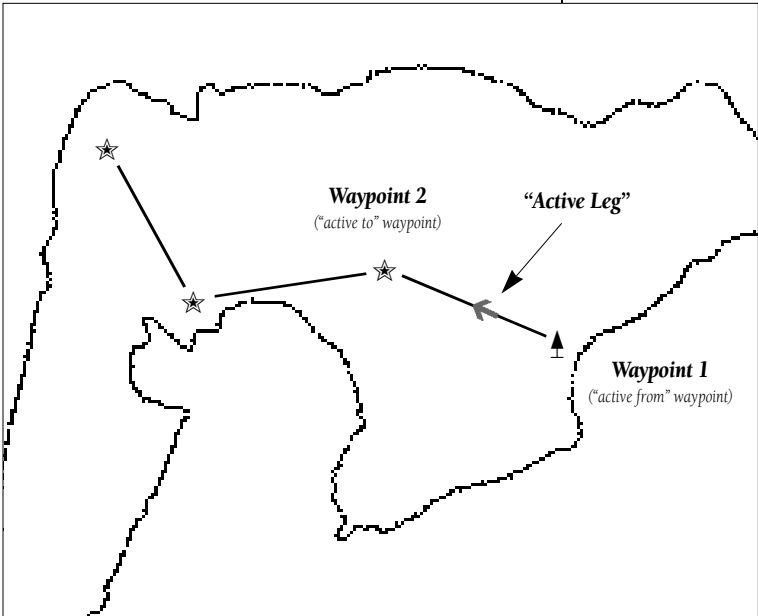 Waypoint 2
(“active to” waypoint)
“Active Leg”
Waypoint 1
(“active from” waypoint)